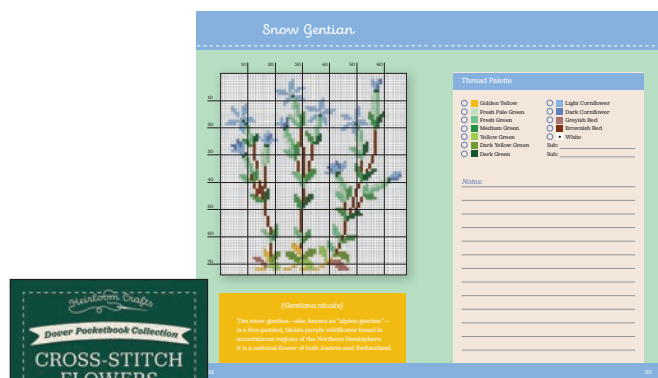 Snow Gentian
10 20 30 40 50 60
10
20
30
40
50
60
70
Thread Palette
Golden Yellow
Fresh Pale Green
Fresh Green
Medium Green
Yellow Green
Dark Yellow Green
Dark Green
Light Cornflower
Dark Cornflower
Greyish Red
Brownish Red
White
Sub:
Sub:
Notes:
(Gentiana nivalis)
The snow gentian—also known as "alpine gentian"—
is a five-petaled, bluish-purple wildflower found in
mountainous regions of the Northern Hemisphere.
It is a national flower of both Austria and Switzerland.
Heirloom Crafts
Dover Pocketbook Collection
CROSS-STITCH
FLOWERS